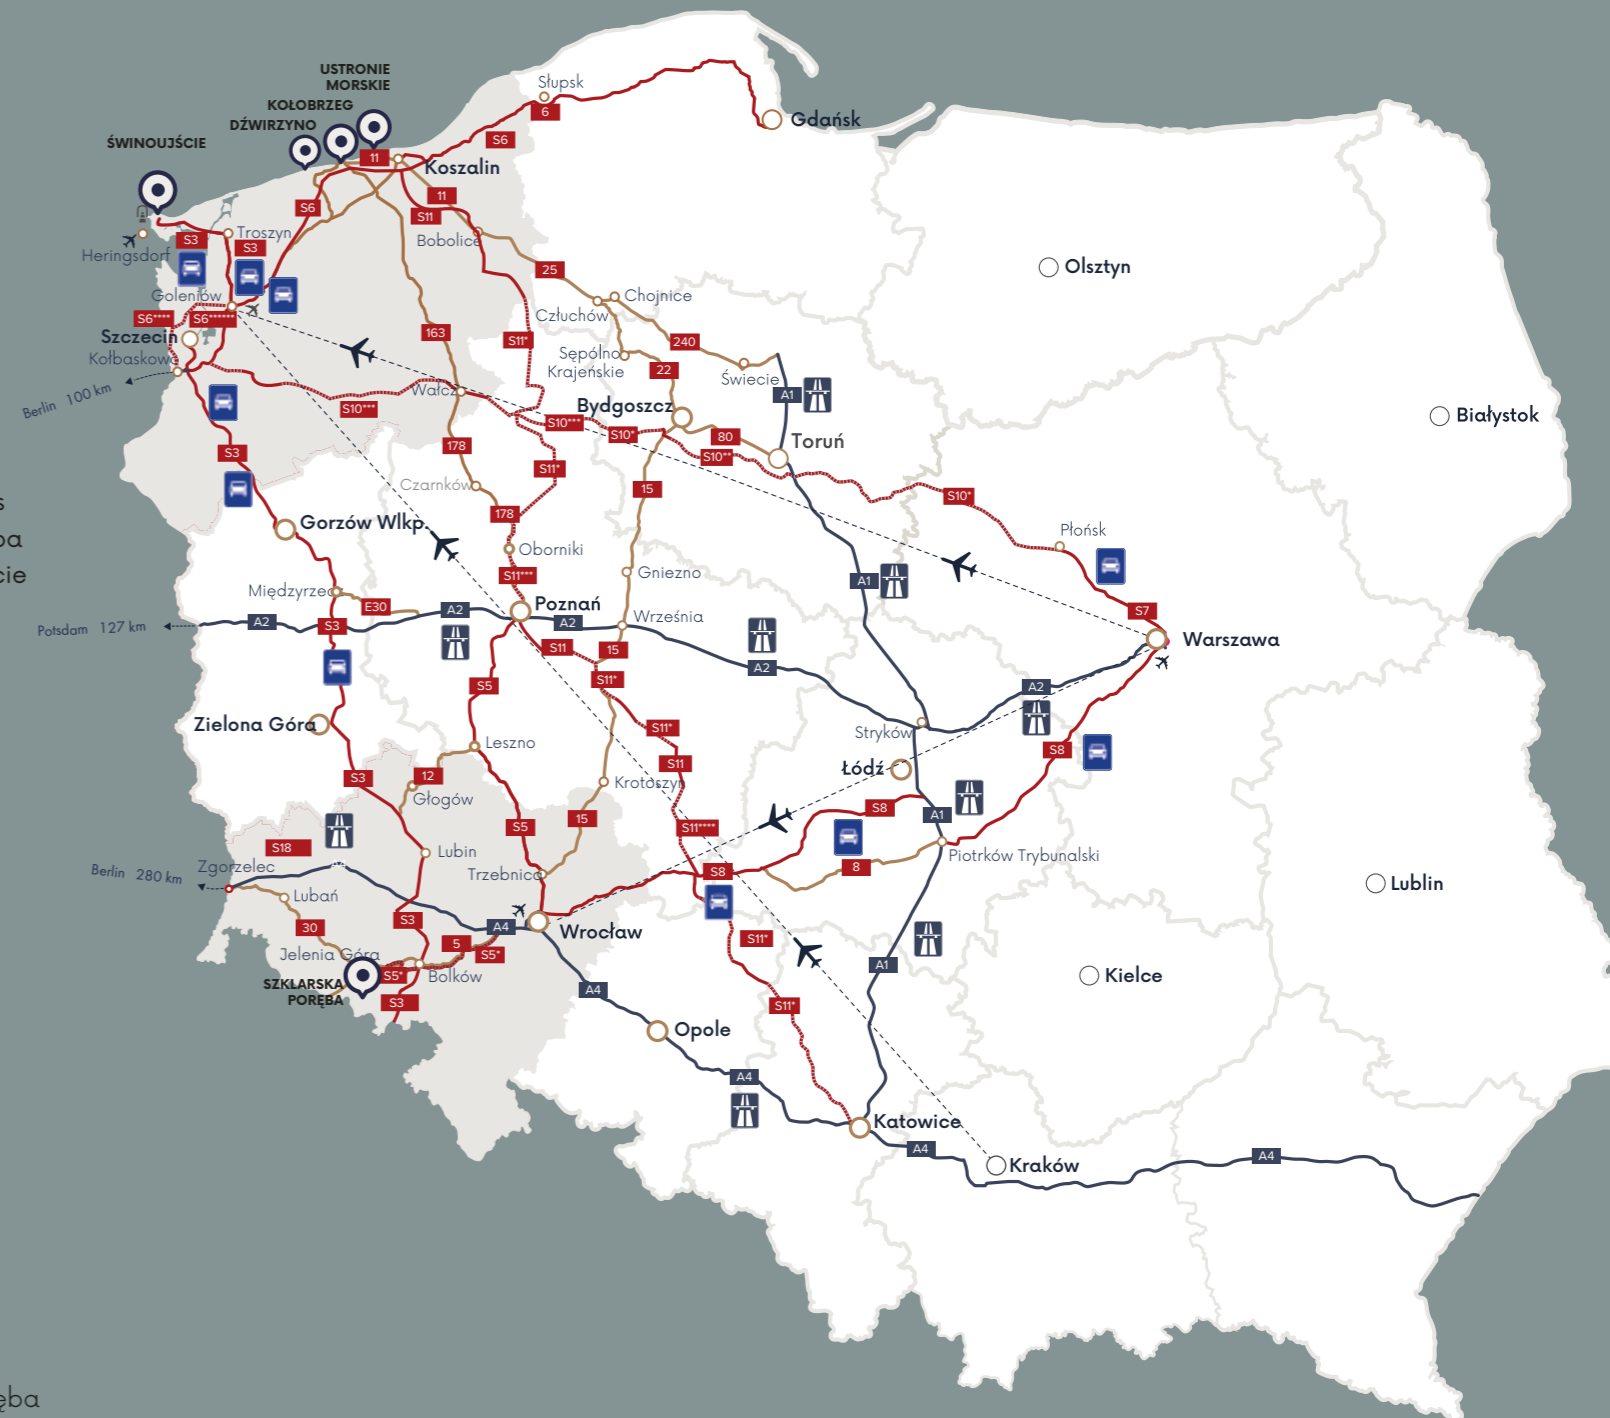 USTRONIE
MORSKIE
KOŁOBRZEG
DŹWIRZYNO
ŚWINOUJŚCIE
Słupsk
6
Gdańsk
S6
11
Koszalin
11
S6
S11
Troszyn
S3
S3
Bobolice
Heringsdorf
25
Olsztyn
Goleniów
Chojnice
Człuchów
S6****
S6******
163
S11*
240
Szczecin
Sępólno
Krajeńskie
Kołbaskowo
22
Świecie
Berlin 100 km
Wałcz
A1
S10***
Bydgoszcz
Białystok
S10***
S10*
80
Toruń
178
S3
S10**
S11*
Czarnków
15
S10*
s
178
Gorzów Wlkp.
Płońsk
ba
Oborniki
cie
S11***
Gniezno
A1
Międzyrzec
E30
Poznań
A2
S7
A2
S3
A2
Września
Potsdam 127 km
Warszawa
S11
15
A2
S11*
S5
A2
Zielona Góra
S11*
Stryków
Leszno
S8
S11
Łódź
S3
12
Krotoszyn
Głogów
S8
A1
15
S5
S11****
S18
Lubin
Piotrków Trybunalski
Zgorzelec
8
Berlin 280 km
Trzebnica
S8
Lublin
Lubań
S3
30
A4
Wrocław
5
S11*
Jelenia Góra
S5*
A1
SZKLARSKA
PORĘBA
S5*
Bolków
Kielce
S3
A4
S11*
Opole
A4
Katowice
A4
Kraków
A4
ęba